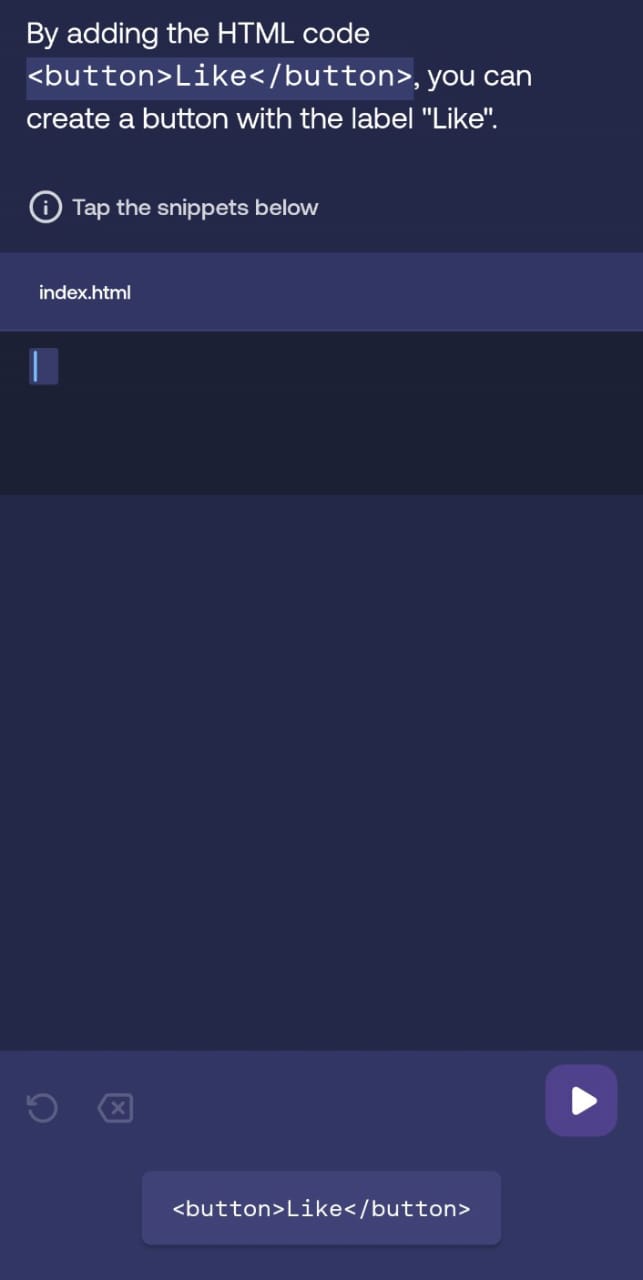 By adding the HTML code
<button>Like</button>, you can
create a button with the label "Like".
Tap the snippets below
index.html
<button>Like</button>